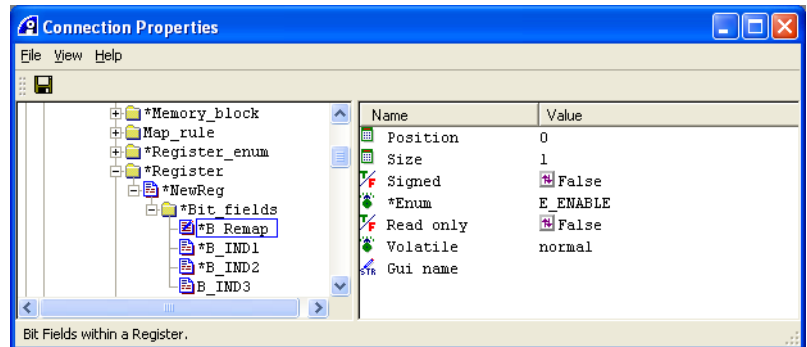 Connection Properties
File View Help
*Memory_block
Map_rule
*Register_enum
*Register
*NewReg
*Bit_fields
*B_Remap
*B_IND1
*B_IND2
B_IND3
Name Value
Position 0
Size 1
T/F Signed False
*Enum E_ENABLE
T/F Read only False
Volatile normal
STR Gui name
Bit Fields within a Register.